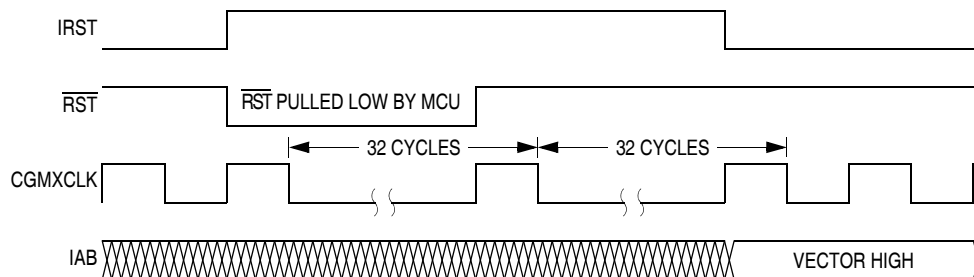 IRST
RST
RST PULLED LOW BY MCU
32 CYCLES
32 CYCLES
CGMXCLK
IAB
VECTOR HIGH